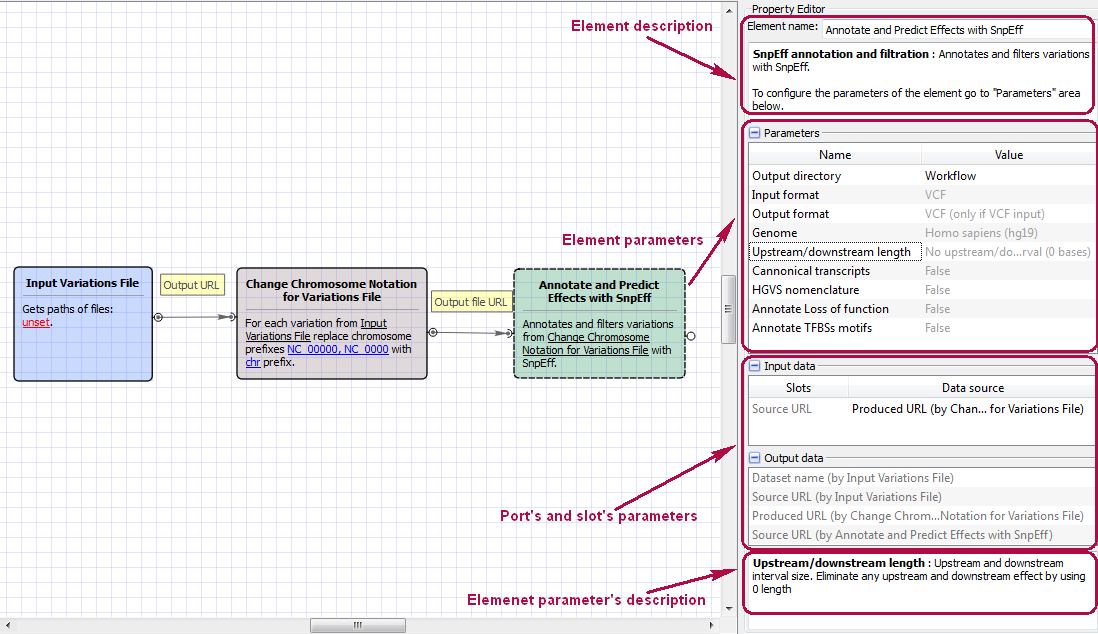 Element description
Element parameters
Port's and slot's parameters
Elemenet parameter's description
Input Variations File
Gets paths of files:
unset.
Output URL
Change Chromosome Notation
for Variations File
For each variation from Input
Variations File replace chromosome
prefixes NC_00000, NC_0000 with
chr prefix.
Output file URL
Annotate and Predict
Effects with SnpEff
Annotates and filters variations
from Change Chromosome
Notation for Variations File with
SnpEff.
Property Editor
Element name: Annotate and Predict Effects with SnpEff
SnpEff annotation and filtration : Annotates and filters variations
with SnpEff.
To configure the parameters of the element go to "Parameters" area
below.
Parameters
Name Value
Output directory Workflow
Input format VCF
Output format VCF (only if VCF input)
Genome Homo sapiens (hg19)
Upstream/downstream length No upstream/do...rval (0 bases)
Cannonical transcripts False
HGVS nomenclature False
Annotate Loss of function False
Annotate TFBSs motifs False
Input data
Slots Data source
Source URL Produced URL (by Chan... for Variations File)
Output data
Dataset name (by Input Variations File)
Source URL (by Input Variations File)
Produced URL (by Change Chrom...Notation for Variations File)
Source URL (by Annotate and Predict Effects with SnpEff)
Upstream/downstream length : Upstream and downstream
interval size. Eliminate any upstream and downstream effect by using
0 length